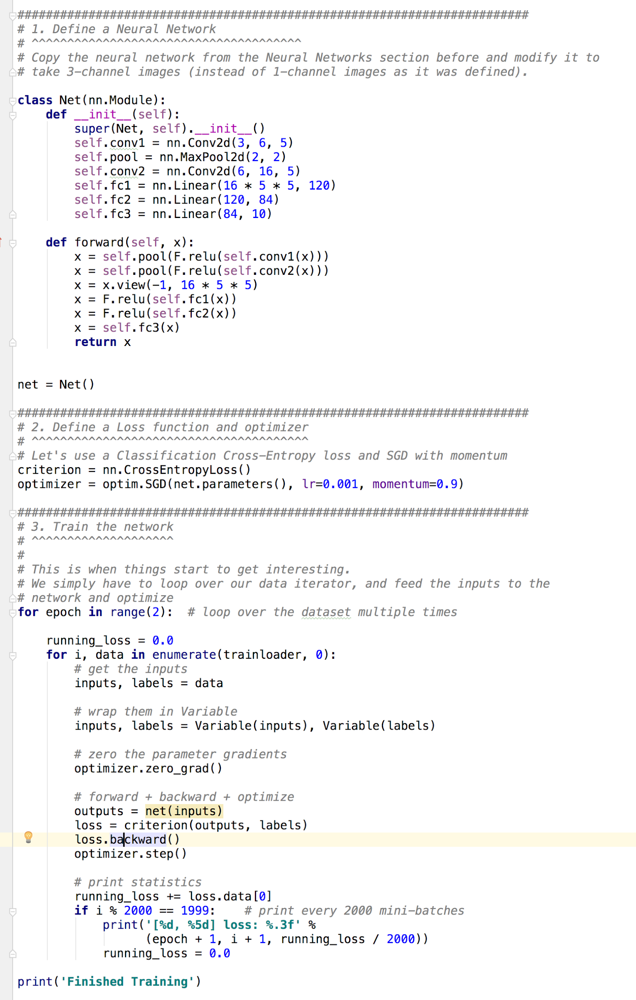 ########################################################################
# 1. Define a Neural Network
# ^^^^^^^^^^^^^^^^^^^^^^^^^^^^^^^^^^^^^^
# Copy the neural network from the Neural Networks section before and modify it to
# take 3-channel images (instead of 1-channel images as it was defined).

class Net(nn.Module):
    def __init__(self):
        super(Net, self).__init__()
        self.conv1 = nn.Conv2d(3, 6, 5)
        self.pool = nn.MaxPool2d(2, 2)
        self.conv2 = nn.Conv2d(6, 16, 5)
        self.fc1 = nn.Linear(16 * 5 * 5, 120)
        self.fc2 = nn.Linear(120, 84)
        self.fc3 = nn.Linear(84, 10)

    def forward(self, x):
        x = self.pool(F.relu(self.conv1(x)))
        x = self.pool(F.relu(self.conv2(x)))
        x = x.view(-1, 16 * 5 * 5)
        x = F.relu(self.fc1(x))
        x = F.relu(self.fc2(x))
        x = self.fc3(x)
        return x


net = Net()

########################################################################
# 2. Define a Loss function and optimizer
# ^^^^^^^^^^^^^^^^^^^^^^^^^^^^^^^^^^^^^^^
# Let's use a Classification Cross-Entropy loss and SGD with momentum
criterion = nn.CrossEntropyLoss()
optimizer = optim.SGD(net.parameters(), lr=0.001, momentum=0.9)

########################################################################
# 3. Train the network
# ^^^^^^^^^^^^^^^^^^^^
#
# This is when things start to get interesting.
# We simply have to loop over our data iterator, and feed the inputs to the
# network and optimize
for epoch in range(2):  # loop over the dataset multiple times

    running_loss = 0.0
    for i, data in enumerate(trainloader, 0):
        # get the inputs
        inputs, labels = data

        # wrap them in Variable
        inputs, labels = Variable(inputs), Variable(labels)

        # zero the parameter gradients
        optimizer.zero_grad()

        # forward + backward + optimize
        outputs = net(inputs)
        loss = criterion(outputs, labels)
        loss.backward()
        optimizer.step()

        # print statistics
        running_loss += loss.data[0]
        if i % 2000 == 1999:    # print every 2000 mini-batches
            print('[%d, %5d] loss: %.3f' %
                  (epoch + 1, i + 1, running_loss / 2000))
            running_loss = 0.0

print('Finished Training')